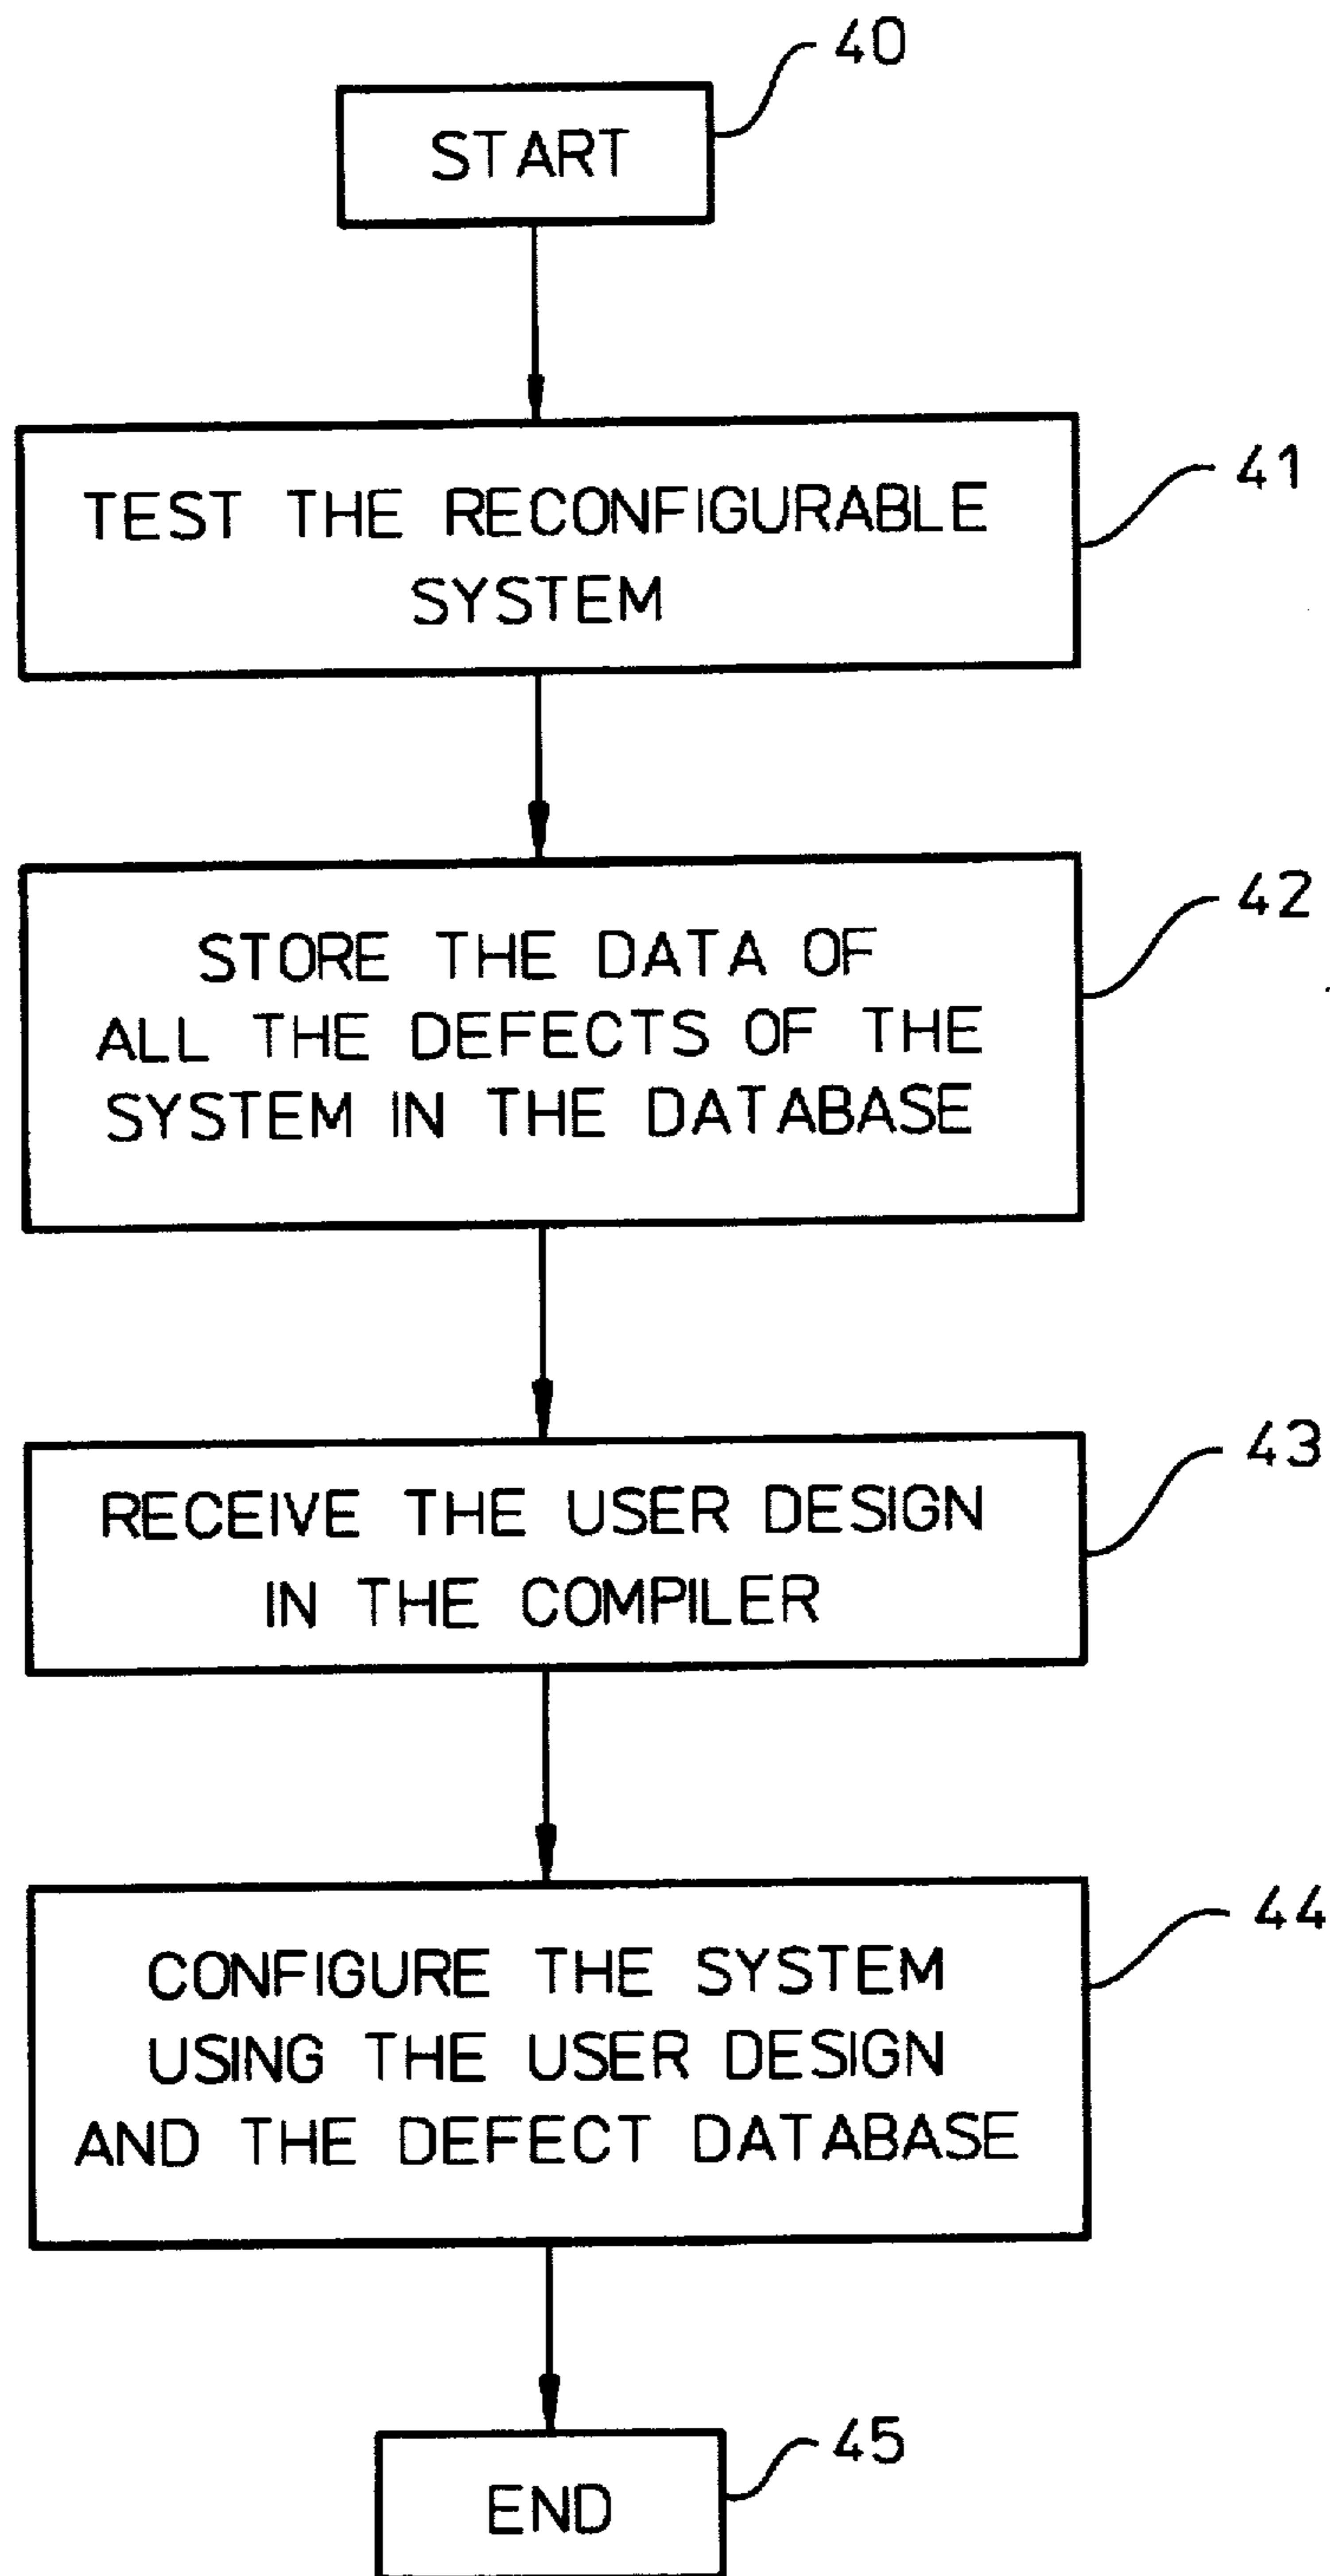 40
START
41
TEST THE RECONFIGURABLE
SYSTEM
42
STORE THE DATA OF
ALL THE DEFECTS OF THE
SYSTEM IN THE DATABASE
43
RECEIVE THE USER DESIGN
IN THE COMPILER
44
CONFIGURE THE SYSTEM
USING THE USER DESIGN
AND THE DEFECT DATABASE
45
END